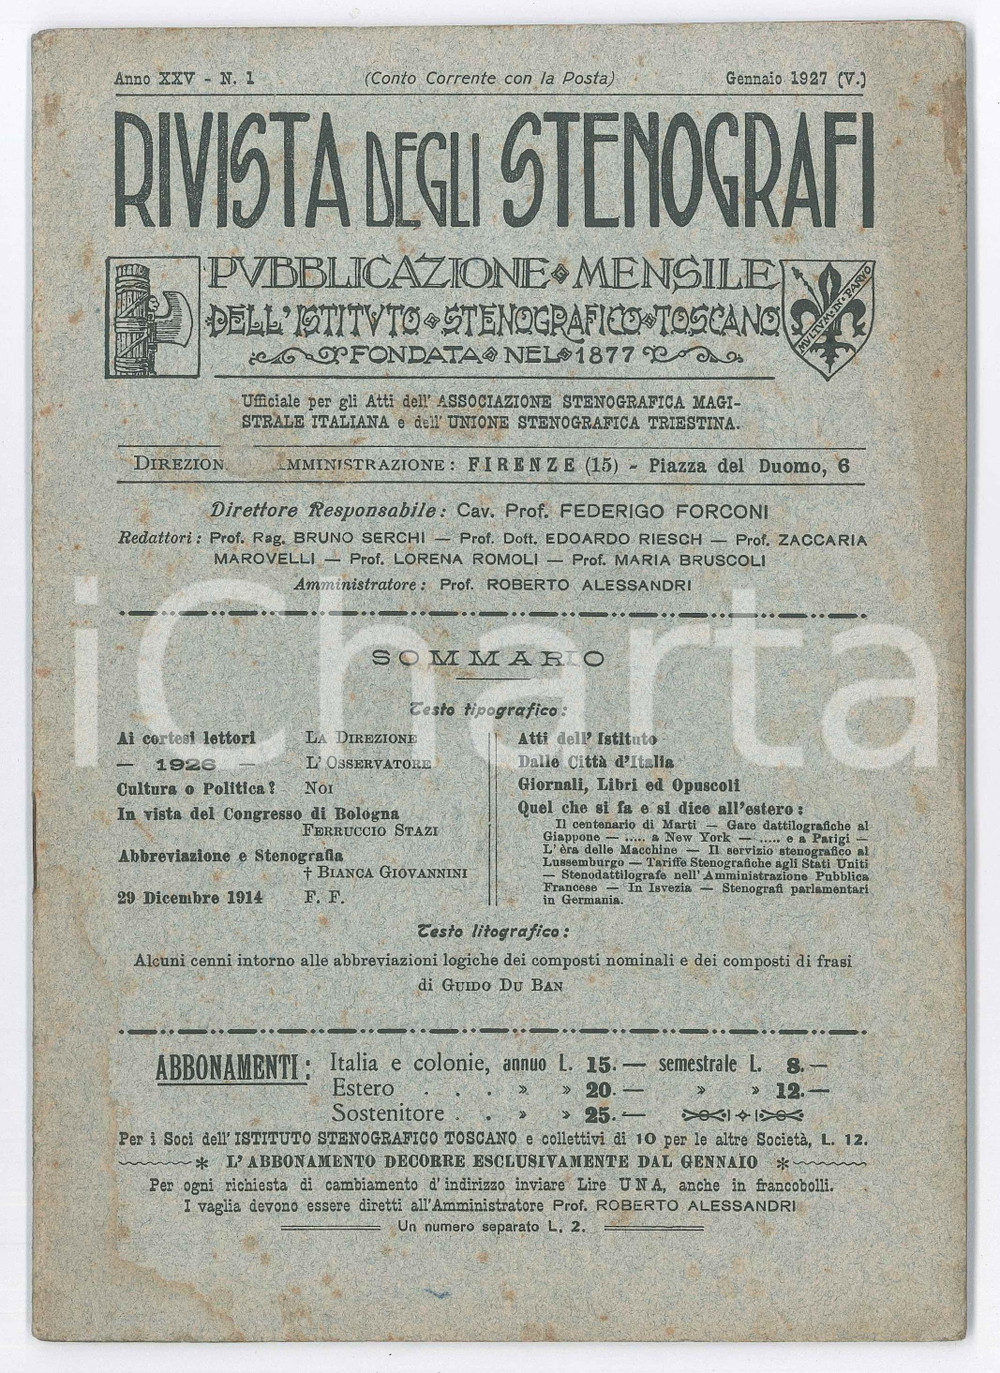 Anno XXV - N. 1 (Conto Corrente con la Posta) Gennaio 1927 (V.)
RIVISTA DEGLI STENOGRAFI
PVBBLICAZIONE MENSILE
DELL'ISTITVTO STENOGRAFICO TOSCANO
FONDATA NEL 1877
MULTA PARVO
Ufficiale per gli Atti dell'ASSOCIAZIONE STENOGRAFICA MAGI-
STRALE ITALIANA e dell'UNIONE STENOGRAFICA TRIESTINA.
DIREZION MMINISTRAZIONE: FIRENZE (15) - Piazza del Duomo, 6
Direttore Responsabile: Cav. Prof. FEDERIGO FORCONI
Redattori: Prof. Rag. BRUNO SERCHI — Prof. Dott. EDOARDO RIESCH — Prof. ZACCARIA
MAROVELLI — Prof. LORENA ROMOLI — Prof. MARIA BRUSCOLI
Amministratore: Prof. ROBERTO ALESSANDRI
iCharta
SOMMARIO
Testo tipografico:
Ai cortesi lettori LA DIREZIONE
— 1926 — L'OSSERVATORE
Cultura o Politica? NOI
In vista del Congresso di Bologna
FERRUCCIO STAZI
Abbreviazione e Stenografia
† BIANCA GIOVANNINI
29 Dicembre 1914 F. F.
Atti dell'Istituto
Dalle Città d'Italia
Giornali, Libri ed Opuscoli
Quel che si fa e si dice all'estero:
Il centenario di Marti — Gare dattilografiche al
Giappone — ..... a New York — ..... e a Parigi —
L'èra delle Macchine — Il servizio stenografico al
Lussemburgo — Tariffe Stenografiche agli Stati Uniti
— Stenodattilografe nell'Amministrazione Pubblica
Francese — In Isvezia — Stenografi parlamentari
in Germania.
Testo litografico:
Alcuni cenni intorno alle abbreviazioni logiche dei composti nominali e dei composti di frasi
di GUIDO DU BAN
ABBONAMENTI: Italia e colonie, annuo L. 15.— semestrale L. 8.—
Estero . . . » » 20.— » » 12.—
Sostenitore . . » » 25.—
Per i Soci dell'ISTITUTO STENOGRAFICO TOSCANO e collettivi di 10 per le altre Società, L. 12.
* L'ABBONAMENTO DECORRE ESCLUSIVAMENTE DAL GENNAIO *
Per ogni richiesta di cambiamento d'indirizzo inviare Lire UNA, anche in francobolli.
I vaglia devono essere diretti all'Amministratore Prof. ROBERTO ALESSANDRI
Un numero separato L. 2.